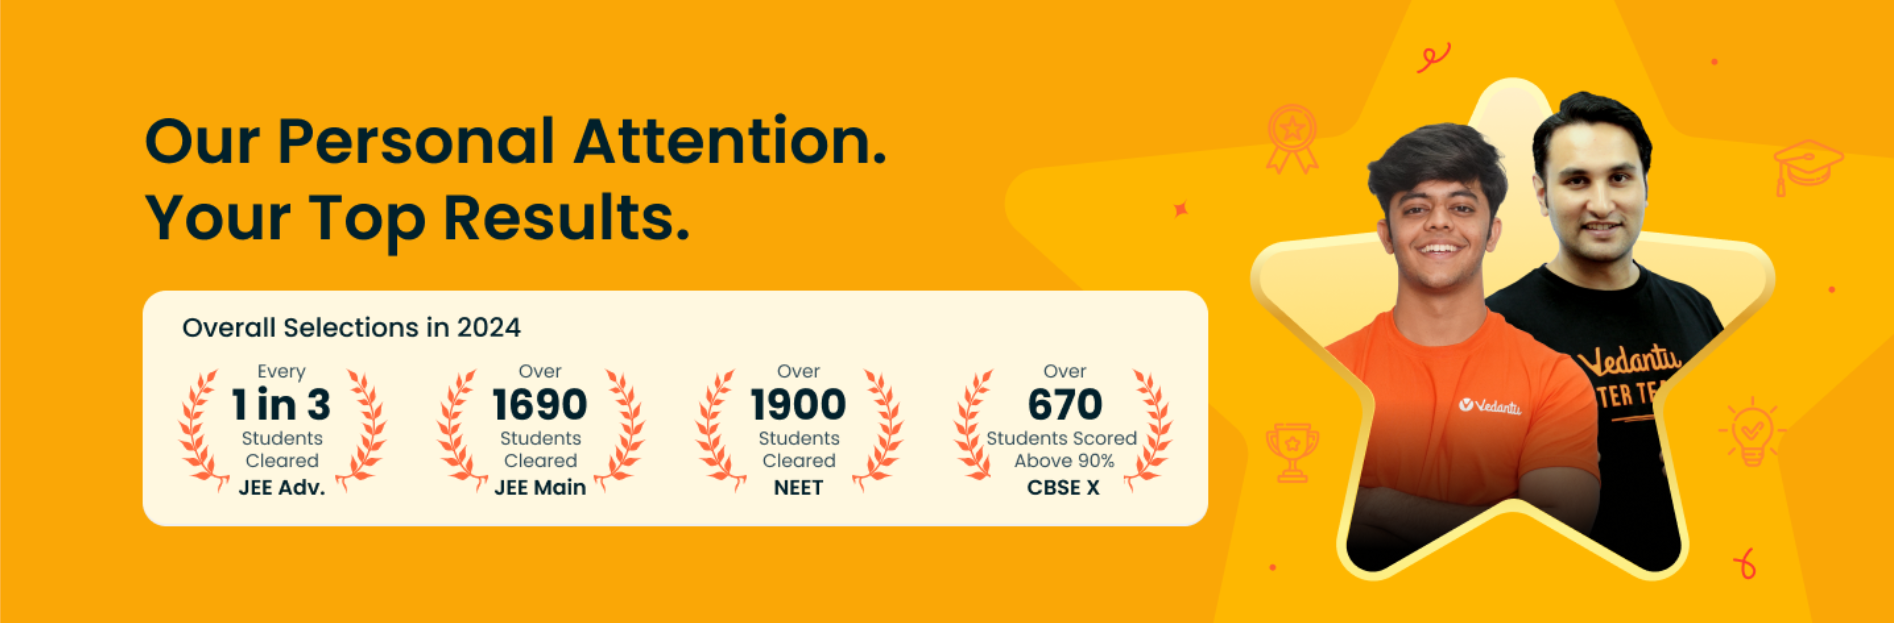 Our Personal Attention.
Your Top Results.
Overall Selections in 2024
Every
1 in 3
Students
Cleared
JEE Adv.
Over
1690
Students
Cleared
JEE Main
Over
1900
Students
Cleared
NEET
Over
670
Students Scored
Above 90%
CBSE X
Vedantu
Vedantu